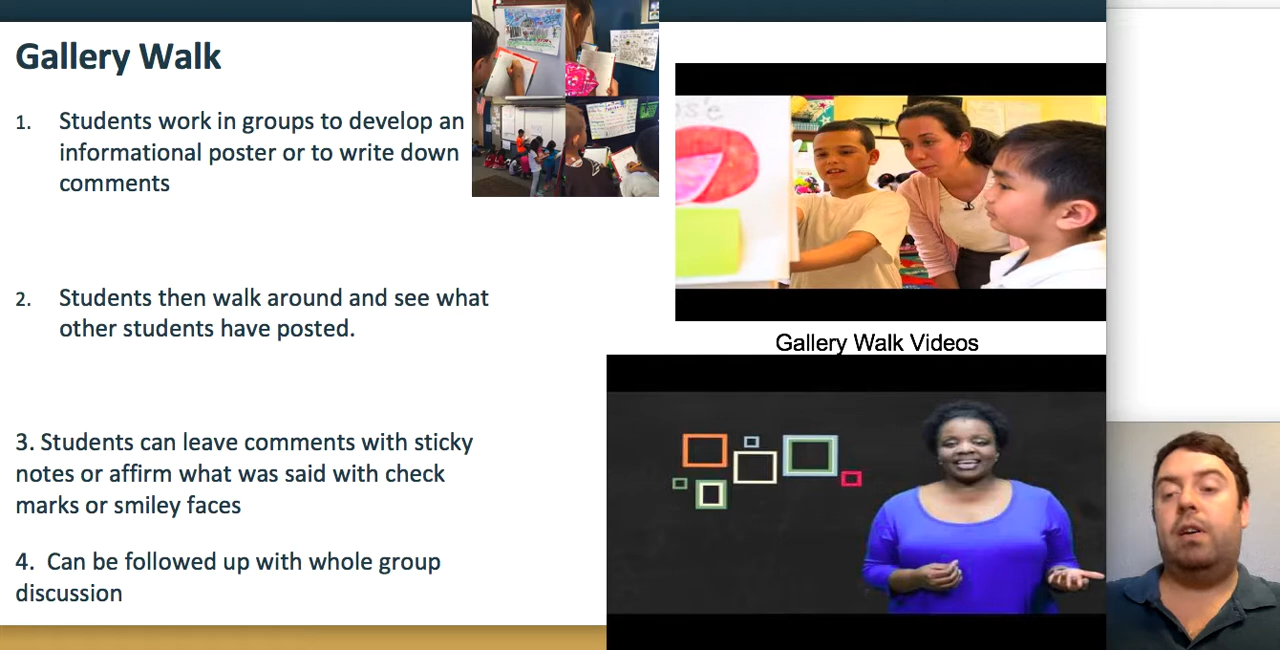 Gallery Walk
1. Students work in groups to develop an
informational poster or to write down
comments
2. Students then walk around and see what
other students have posted.
3. Students can leave comments with sticky
notes or affirm what was said with check
marks or smiley faces
4. Can be followed up with whole group
discussion
Gallery Walk Videos